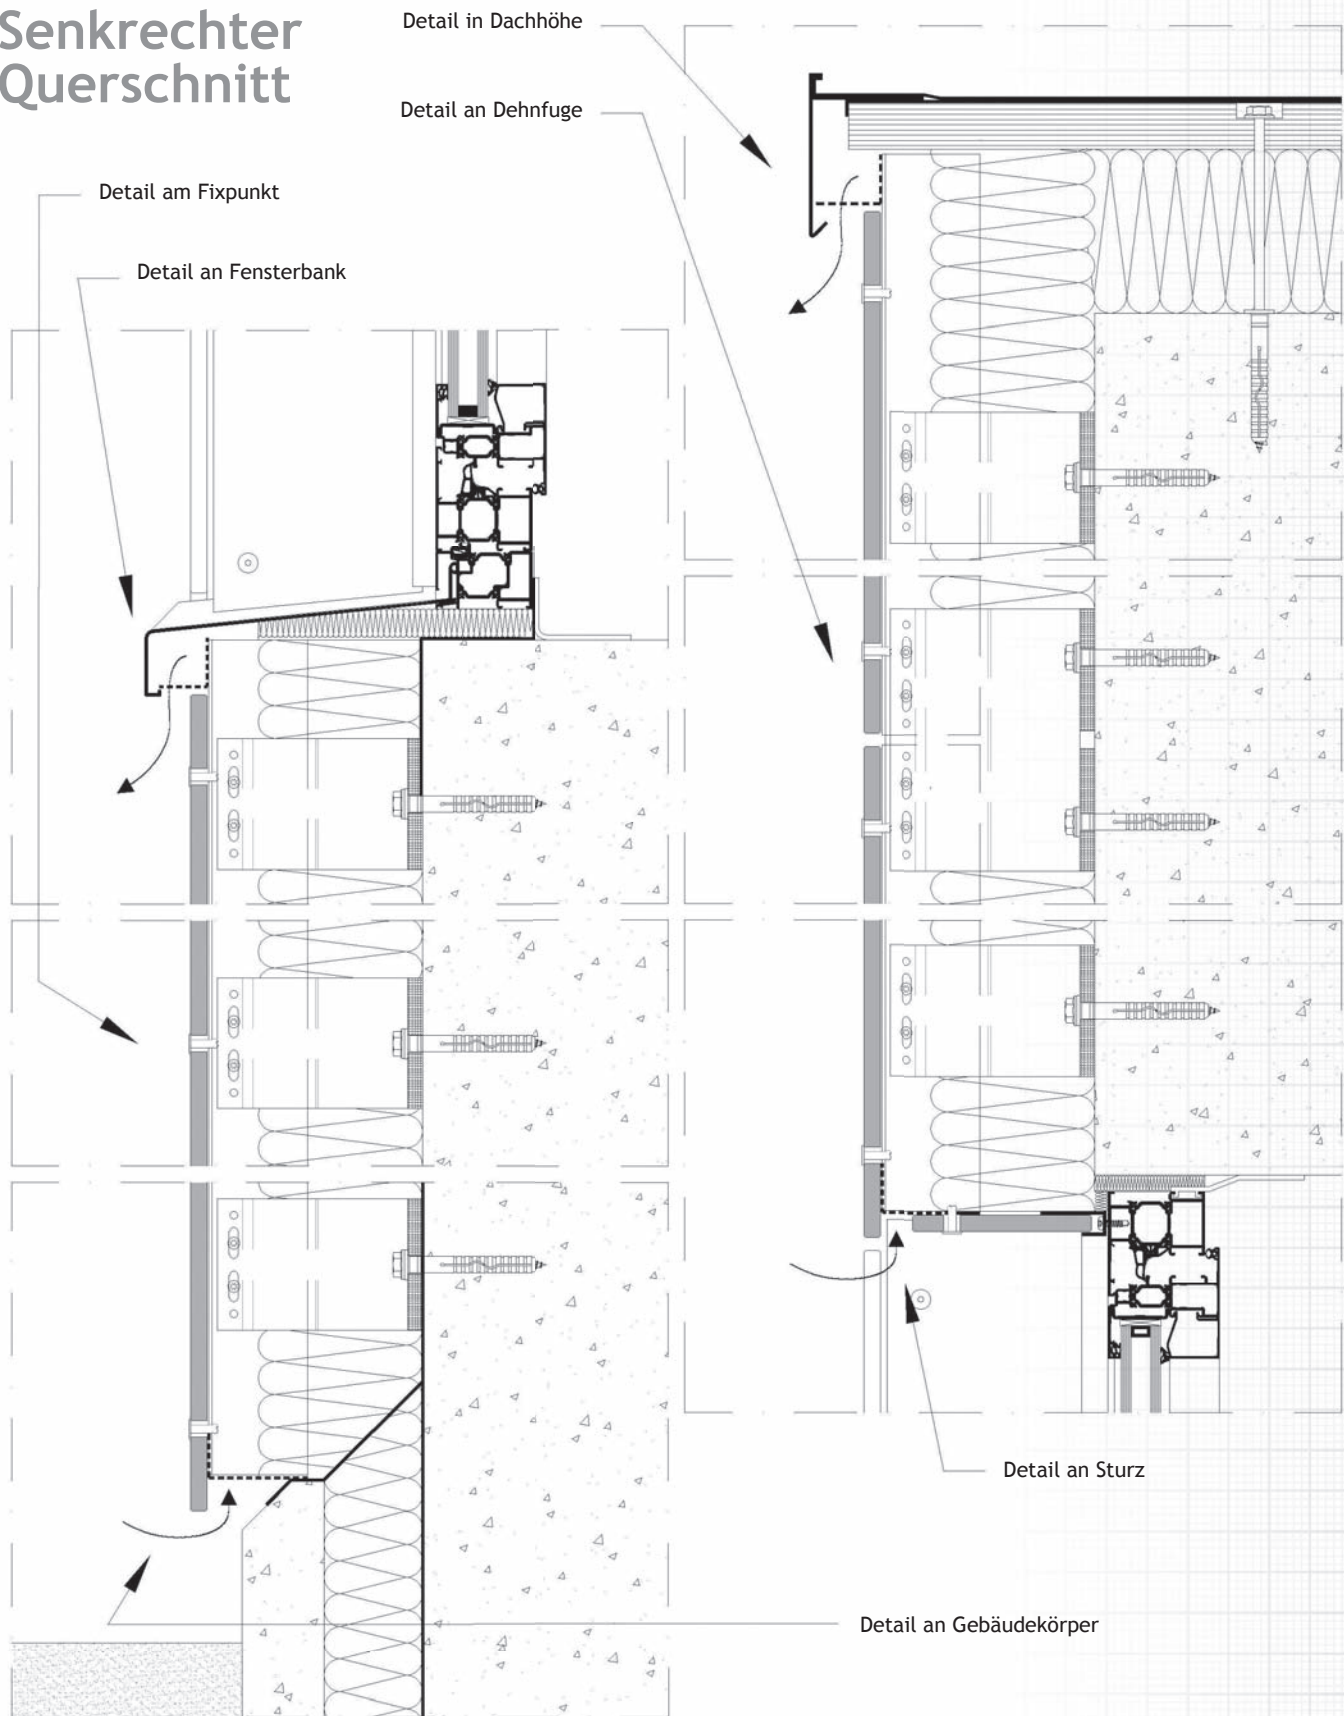 Senkrechter
Querschnitt
Detail in Dachhöhe
Detail an Dehnfuge
Detail am Fixpunkt
Detail an Fensterbank
Detail an Sturz
Detail an Gebäudekörper